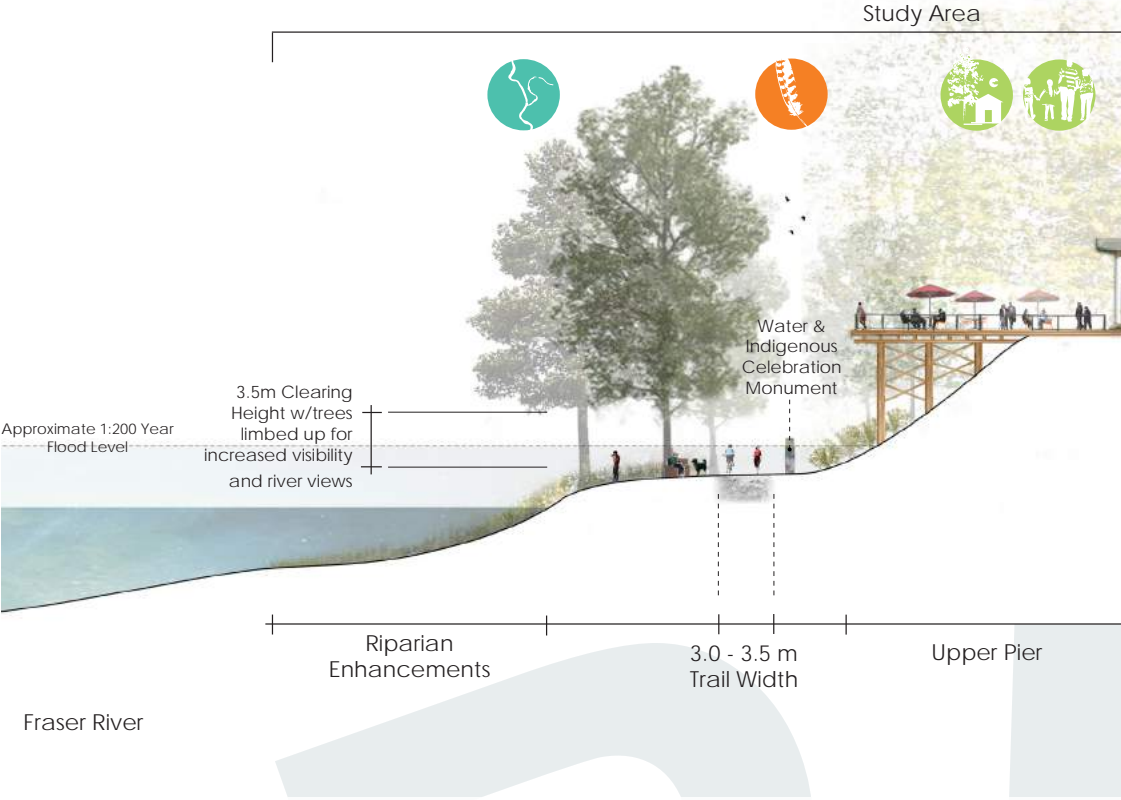 Study Area
Water &
Indigenous
Celebration
Monument
3.5m Clearing
Height w/trees
limbed up for
increased visibility
and river views
Approximate 1:200 Year
Flood Level
Riparian
Enhancements
3.0 - 3.5 m
Trail Width
Upper Pier
Fraser River